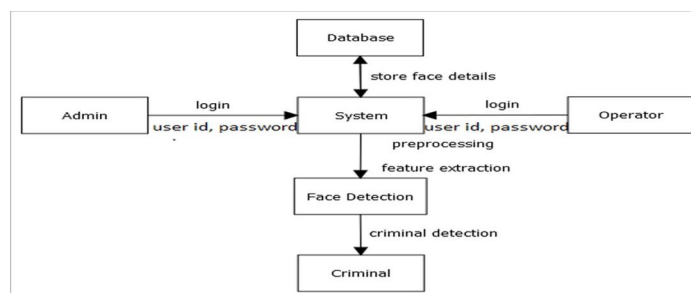 Database
store face details
login
login
Admin
System
Operator
user id, password
user id, password
preprocessing
feature extraction
Face Detection
criminal detection
Criminal